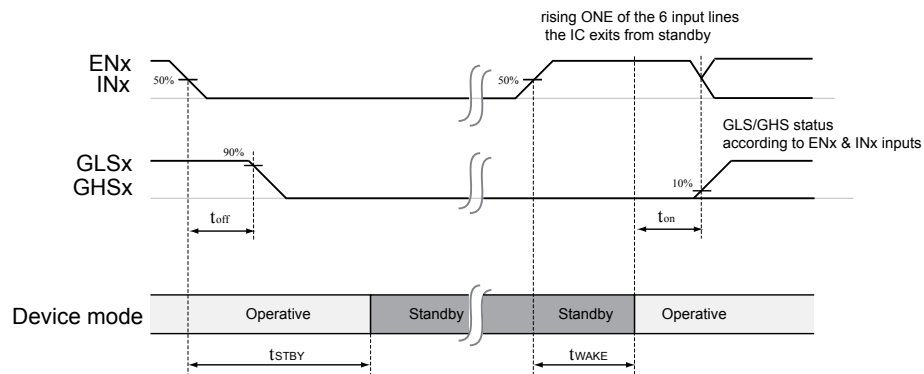 rising ONE of the 6 input lines
the IC exits from standby
ENx
INx
50%
50%
GLS/GHS status
according to ENx & INx inputs
GLSx
GHSx
90%
10%
toff
ton
Device mode
Operative
Standby
Standby
Operative
tSTBY
tWAKE